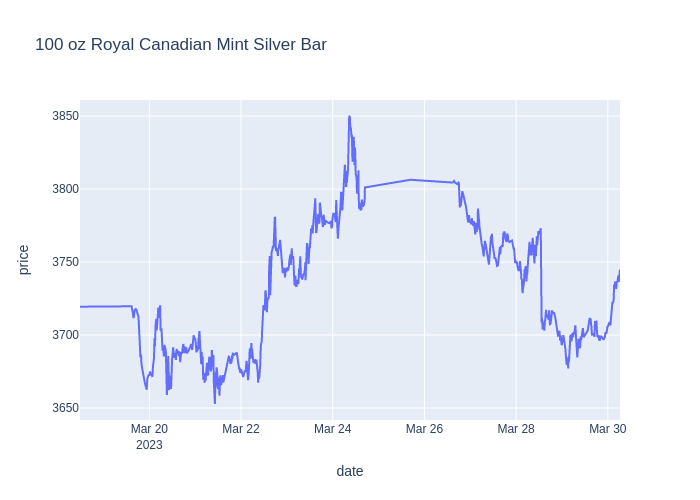 100 oz Royal Canadian Mint Silver Bar
price
3850
3800
3750
3700
3650
Mar 20
2023
Mar 22
Mar 24
Mar 26
Mar 28
Mar 30
date